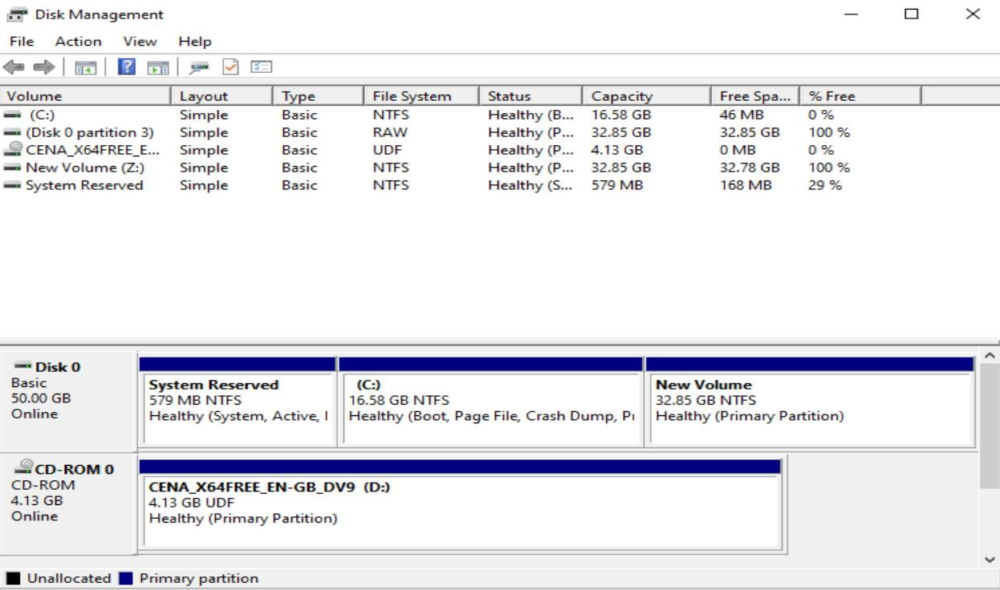 Disk Management
File Action View Help
Volume Layout Type File System Status Capacity Free Spa... % Free
(C:) Simple Basic NTFS Healthy (B... 16.58 GB 46 MB 0 %
(Disk 0 partition 3) Simple Basic RAW Healthy (P... 32.85 GB 32.85 GB 100 %
CENA_X64FREE_E... Simple Basic UDF Healthy (P... 4.13 GB 0 MB 0 %
New Volume (Z:) Simple Basic NTFS Healthy (P... 32.85 GB 32.78 GB 100 %
System Reserved Simple Basic NTFS Healthy (S... 579 MB 168 MB 29 %
Disk 0
Basic
50.00 GB
Online
System Reserved
579 MB NTFS
Healthy (System, Active,
(C:)
16.58 GB NTFS
Healthy (Boot, Page File, Crash Dump,
New Volume
32.85 GB NTFS
Healthy (Primary Partition)
CD-ROM 0
CD-ROM
4.13 GB
Online
CENA_X64FREE_EN-GB_DV9 (D:)
4.13 GB UDF
Healthy (Primary Partition)
Unallocated Primary partition